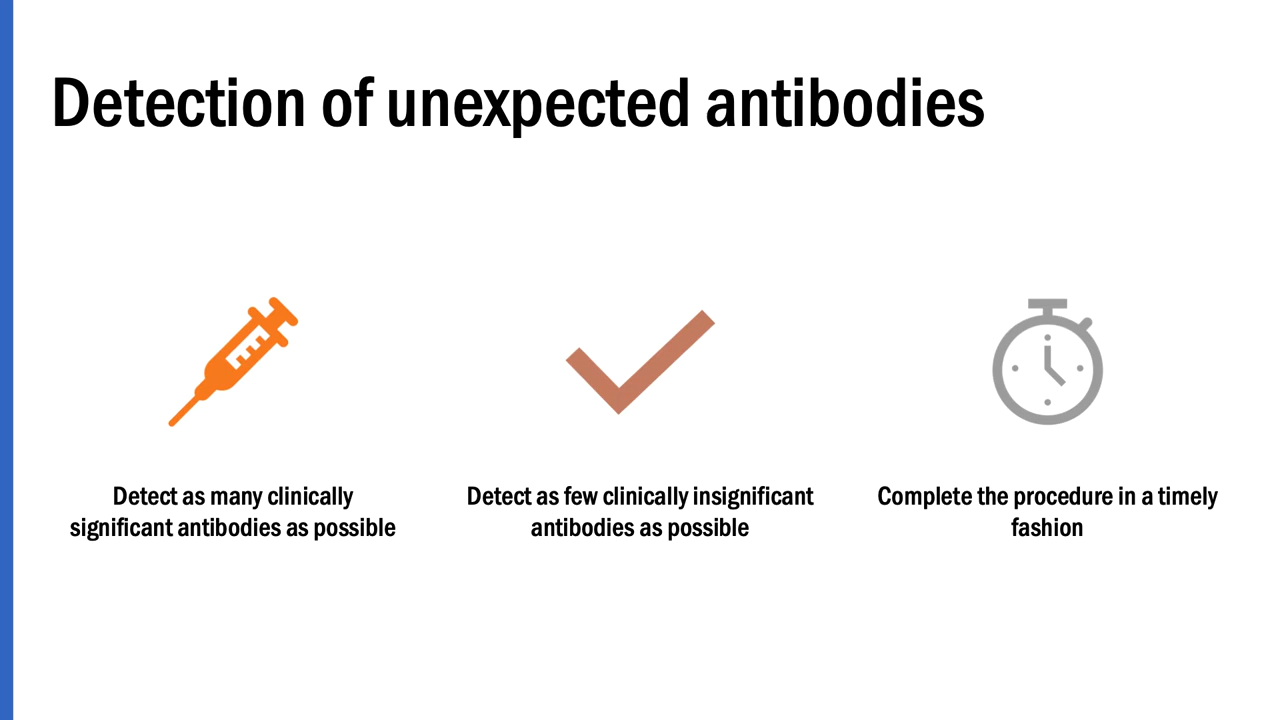 Detection of unexpected antibodies
Detect as many clinically
significant antibodies as possible
Detect as few clinically insignificant
antibodies as possible
Complete the procedure in a timely
fashion